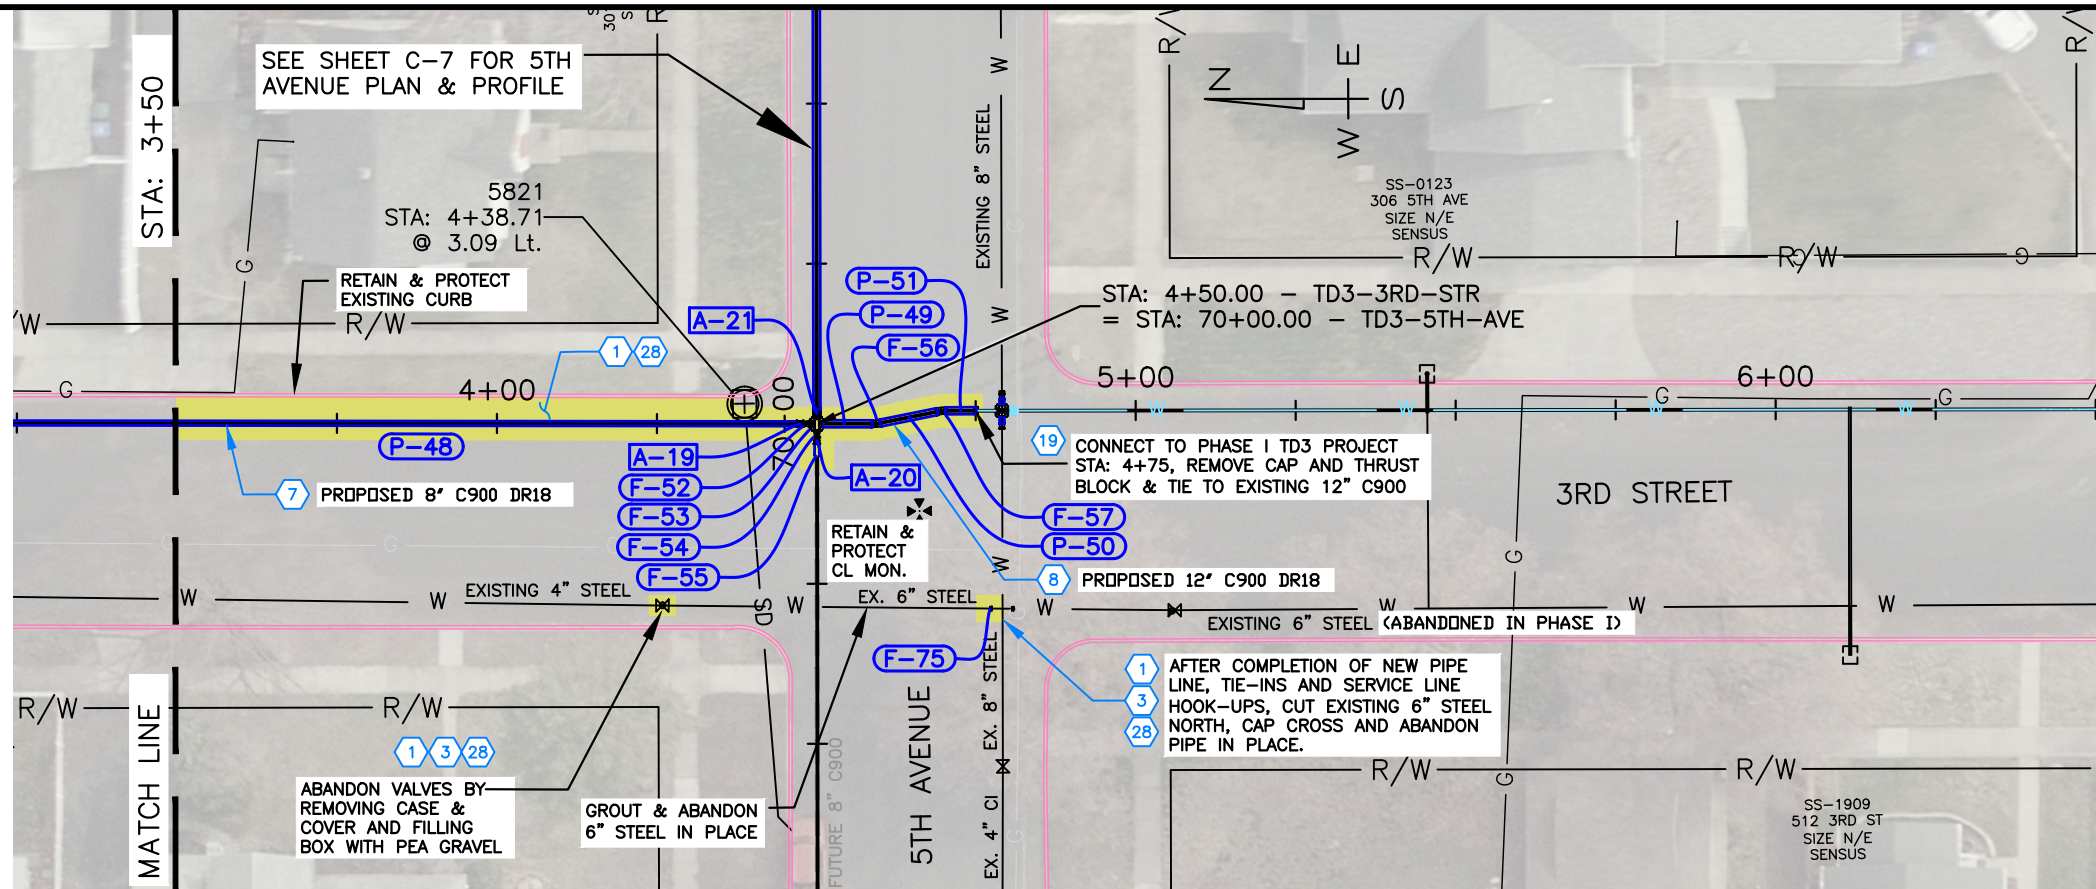 SEE SHEET C-7 FOR 5TH
AVENUE PLAN & PROFILE
STA: 3+50
MATCH LINE
5821
STA: 4+38.71
@ 3.09 Lt.
RETAIN & PROTECT
EXISTING CURB
R/W
R/W
R/W
R/W
R/W
R/W
R/W
R/W
R/W
R/W
N
E
S
W
SS-0123
306 5TH AVE
SIZE N/E
SENSUS
EXISTING 8" STEEL
W
W
W
G
G
G
G
G
G
G
G
G
STA: 4+50.00 - TD3-3RD-STR
= STA: 70+00.00 - TD3-5TH-AVE
A-21
P-51
P-49
F-56
1
28
4+00
5+00
6+00
P-48
A-19
F-52
F-53
F-54
F-55
A-20
7
PROPOSED 8" C900 DR18
19
CONNECT TO PHASE I TD3 PROJECT
STA: 4+75, REMOVE CAP AND THRUST
BLOCK & TIE TO EXISTING 12" C900
3RD STREET
F-57
P-50
RETAIN &
PROTECT
CL MON.
8
PROPOSED 12" C900 DR18
W
W
W
W
W
W
W
W
W
W
W
W
EXISTING 4" STEEL
SD
EX. 6" STEEL
EXISTING 6" STEEL (ABANDONED IN PHASE I)
F-75
1
3
28
AFTER COMPLETION OF NEW PIPE
LINE, TIE-INS AND SERVICE LINE
HOOK-UPS, CUT EXISTING 6" STEEL
NORTH, CAP CROSS AND ABANDON
PIPE IN PLACE.
1
3
28
ABANDON VALVES BY
REMOVING CASE &
COVER AND FILLING
BOX WITH PEA GRAVEL
GROUT & ABANDON
6" STEEL IN PLACE
FUTURE 8" C900
5TH AVENUE
EX. 4" CI
EX. 8" STEEL
SS-1909
512 3RD ST
SIZE N/E
SENSUS